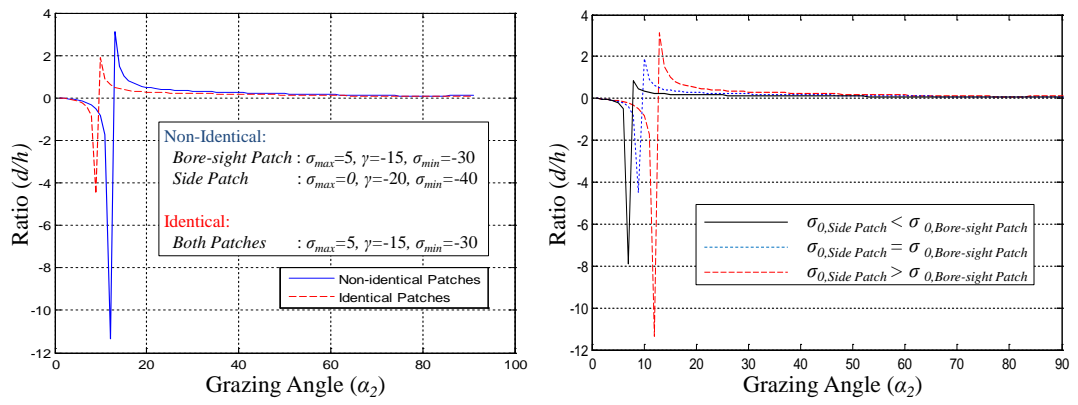 4
2
0
-2
-4
-6
-8
-10
-12
0
20
40
60
80
100
Ratio (d/h)
Grazing Angle (α2)
Non-Identical:
Bore-sight Patch : σmax=5, γ=-15, σmin=-30
Side Patch : σmax=0, γ=-20, σmin=-40
Identical:
Both Patches : σmax=5, γ=-15, σmin=-30
Non-identical Patches
Identical Patches
4
2
0
-2
-4
-6
-8
-10
-12
0
10
20
30
40
50
60
70
80
90
Ratio (d/h)
Grazing Angle (α2)
σ0,Side Patch < σ 0,Bore-sight Patch
σ0,Side Patch = σ 0,Bore-sight Patch
σ0,Side Patch > σ 0,Bore-sight Patch